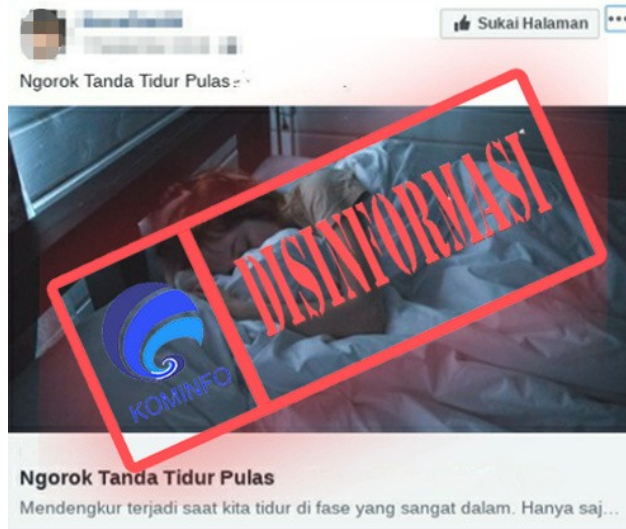 Sukai Halaman
Ngorok Tanda Tidur Pulas
DISINFORMASI
KOMINFO
Ngorok Tanda Tidur Pulas
Mendengkur terjadi saat kita tidur di fase yang sangat dalam. Hanya saj...